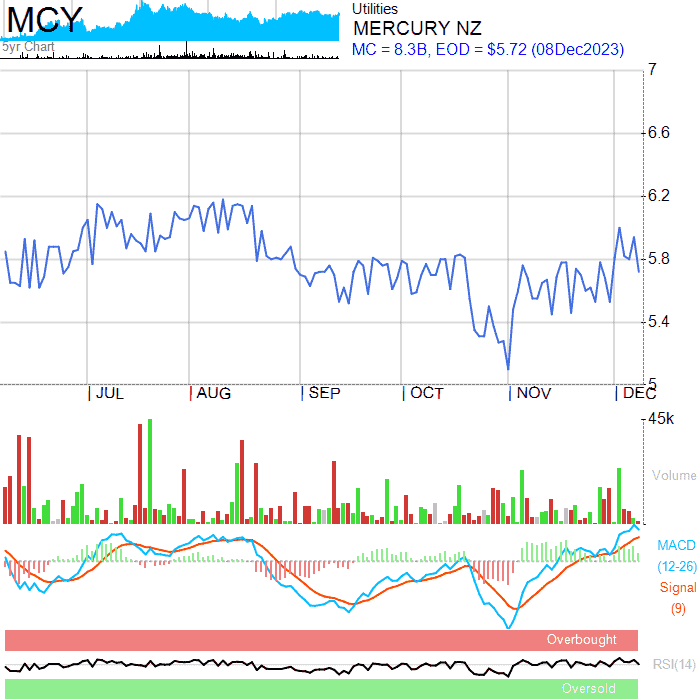 MCY
5yr Chart
Utilities
MERCURY NZ
MC = 8.3B, EOD = $5.72 (08Dec2023)
7
6.6
6.2
5.8
5.4
5
| JUL | AUG | SEP | OCT | NOV | DEC
45k
Volume
MACD
(12-26)
Signal
(9)
Overbought
RSI(14)
Oversold